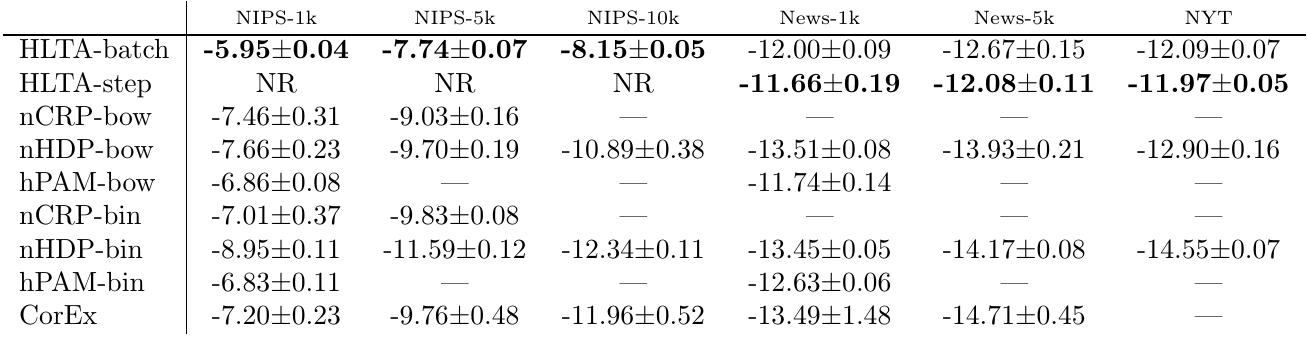 NIPS-1k NIPS-5k NIPS-10k News-1k News-5k NYT
HLTA-batch -5.95±0.04 -7.74±0.07 -8.15±0.05 -12.00±0.09 -12.67±0.15 -12.09±0.07
HLTA-step NR NR NR -11.66±0.19 -12.08±0.11 -11.97±0.05
nCRP-bow -7.46±0.31 -9.03±0.16 — — — —
nHDP-bow -7.66±0.23 -9.70±0.19 -10.89±0.38 -13.51±0.08 -13.93±0.21 -12.90±0.16
hPAM-bow -6.86±0.08 — — -11.74±0.14 — —
nCRP-bin -7.01±0.37 -9.83±0.08 — — — —
nHDP-bin -8.95±0.11 -11.59±0.12 -12.34±0.11 -13.45±0.05 -14.17±0.08 -14.55±0.07
hPAM-bin -6.83±0.11 — — -12.63±0.06 — —
CorEx -7.20±0.23 -9.76±0.48 -11.96±0.52 -13.49±1.48 -14.71±0.45 —